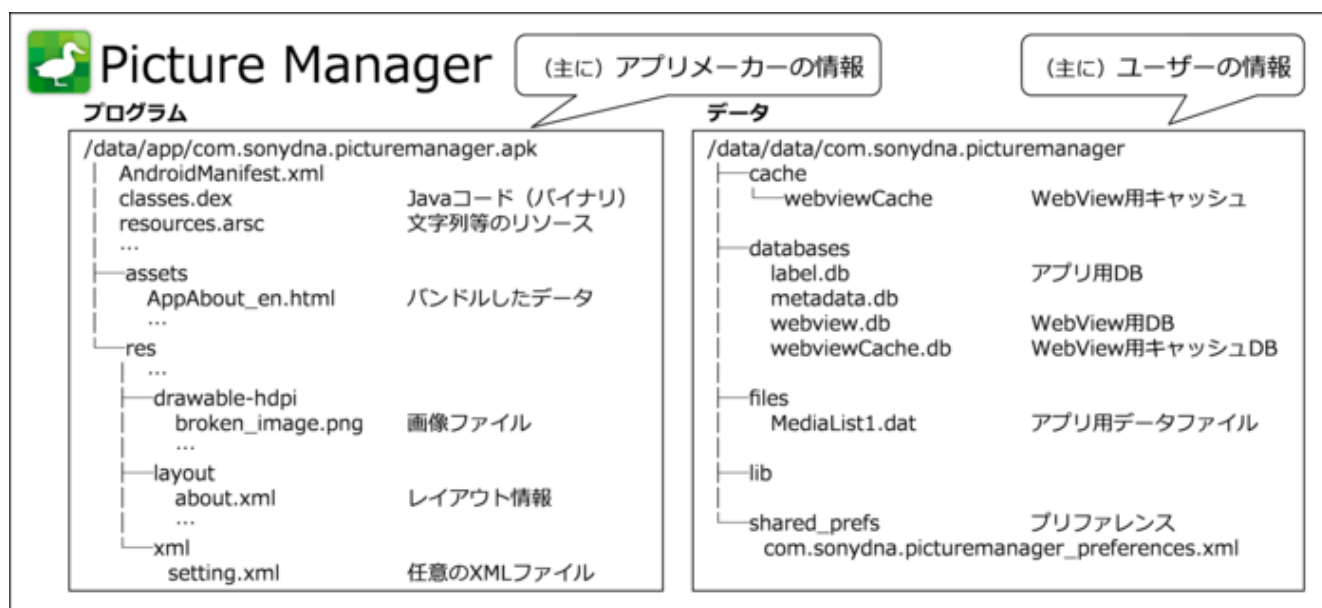 Picture Manager
（主に）アプリメーカーの情報
（主に）ユーザーの情報
プログラム
/data/app/com.sonydna.picturemanager.apk
AndroidManifest.xml
classes.dex Javaコード（バイナリ）
resources.arsc 文字列等のリソース
…
assets
AppAbout_en.html バンドルしたデータ
…
res
…
drawable-hdpi
broken_image.png 画像ファイル
…
layout
about.xml レイアウト情報
…
xml
setting.xml 任意のXMLファイル
データ
/data/data/com.sonydna.picturemanager
cache
webviewCache WebView用キャッシュ
databases
label.db アプリ用DB
metadata.db
webview.db WebView用DB
webviewCache.db WebView用キャッシュDB
files
MediaList1.dat アプリ用データファイル
lib
shared_prefs プリファレンス
com.sonydna.picturemanager_preferences.xml